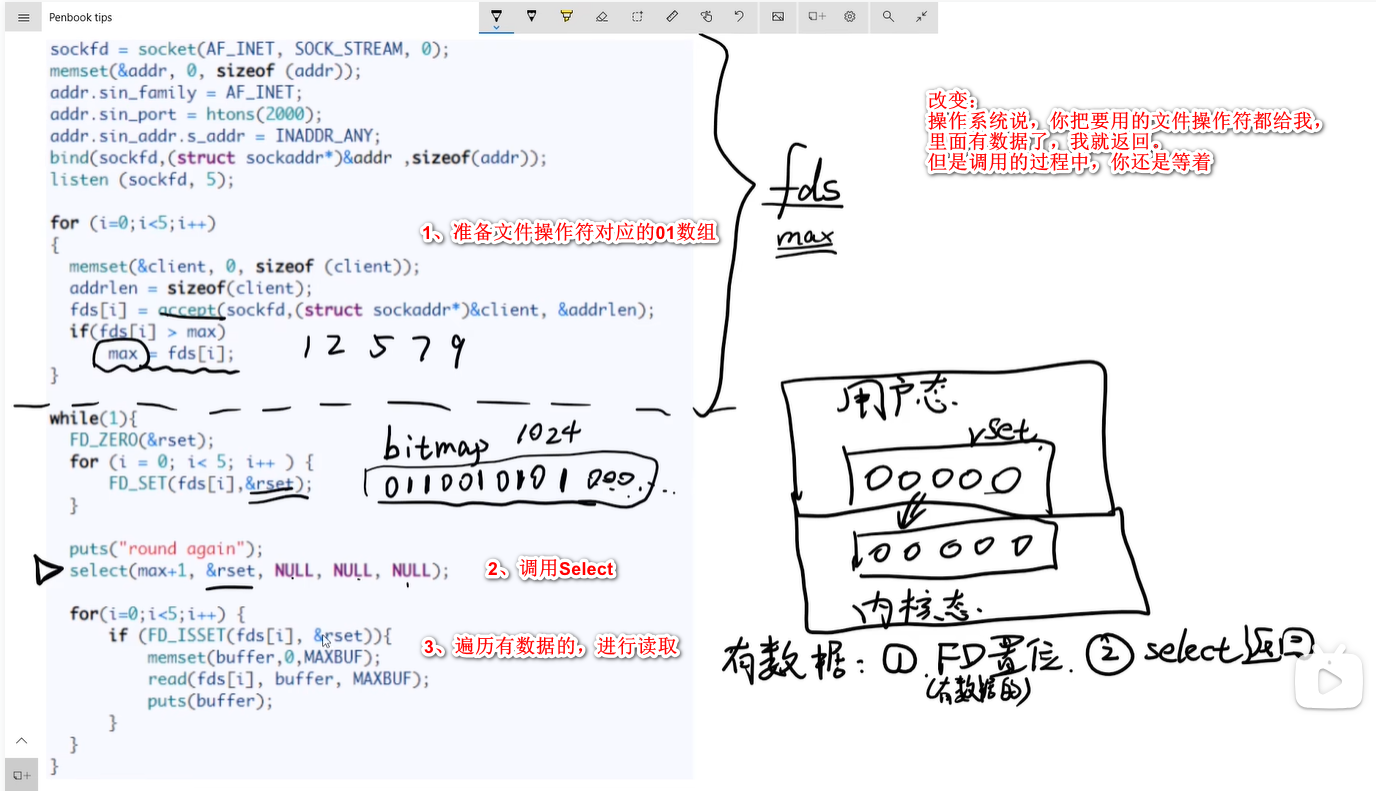 Penbook tips
sockfd = socket(AF_INET, SOCK_STREAM, 0);
memset(&addr, 0, sizeof (addr));
addr.sin_family = AF_INET;
addr.sin_port = htons(2000);
addr.sin_addr.s_addr = INADDR_ANY;
bind(sockfd,(struct sockaddr*)&addr ,sizeof(addr));
listen (sockfd, 5);
for (i=0;i<5;i++)
{
memset(&client, 0, sizeof (client));
addrlen = sizeof(client);
fds[i] = accept(sockfd,(struct sockaddr*)&client, &addrlen);
if(fds[i] > max)
max = fds[i];
}
1、准备文件操作符对应的01数组
1 2 5 7 9
fds
max
改变:
操作系统说，你把要用的文件操作符都给我，
里面有数据了，我就返回。
但是调用的过程中，你还是等着
while(1){
FD_ZERO(&rset);
for (i = 0; i< 5; i++ ) {
FD_SET(fds[i],&rset);
}
bitmap 1024
0110010101 000...
puts("round again");
select(max+1, &rset, NULL, NULL, NULL);
2、调用Select
for(i=0;i<5;i++) {
if (FD_ISSET(fds[i], &rset)){
memset(buffer,0,MAXBUF);
read(fds[i], buffer, MAXBUF);
puts(buffer);
}
}
}
3、遍历有数据的，进行读取
用户态.
rset.
00000
00000
内核态.
有数据: ① FD置位. ② select返回
(有数据的)